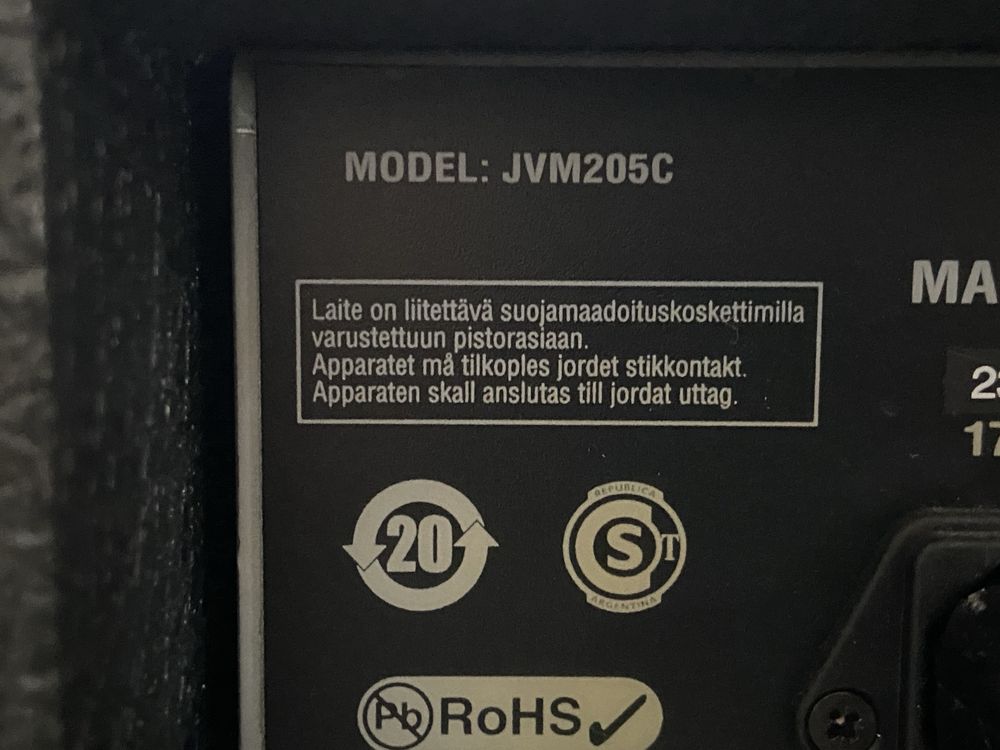 MODEL: JVM205C
MA
Laite on liitettävä suojamaadoituskoskettimilla
varustettuun pistorasiaan.
Apparatet må tilkoples jordet stikkontakt.
Apparaten skall anslutas till jordat uttag.
17
20
REPUBLICA
S T
ARGENTINA
Pb RoHS